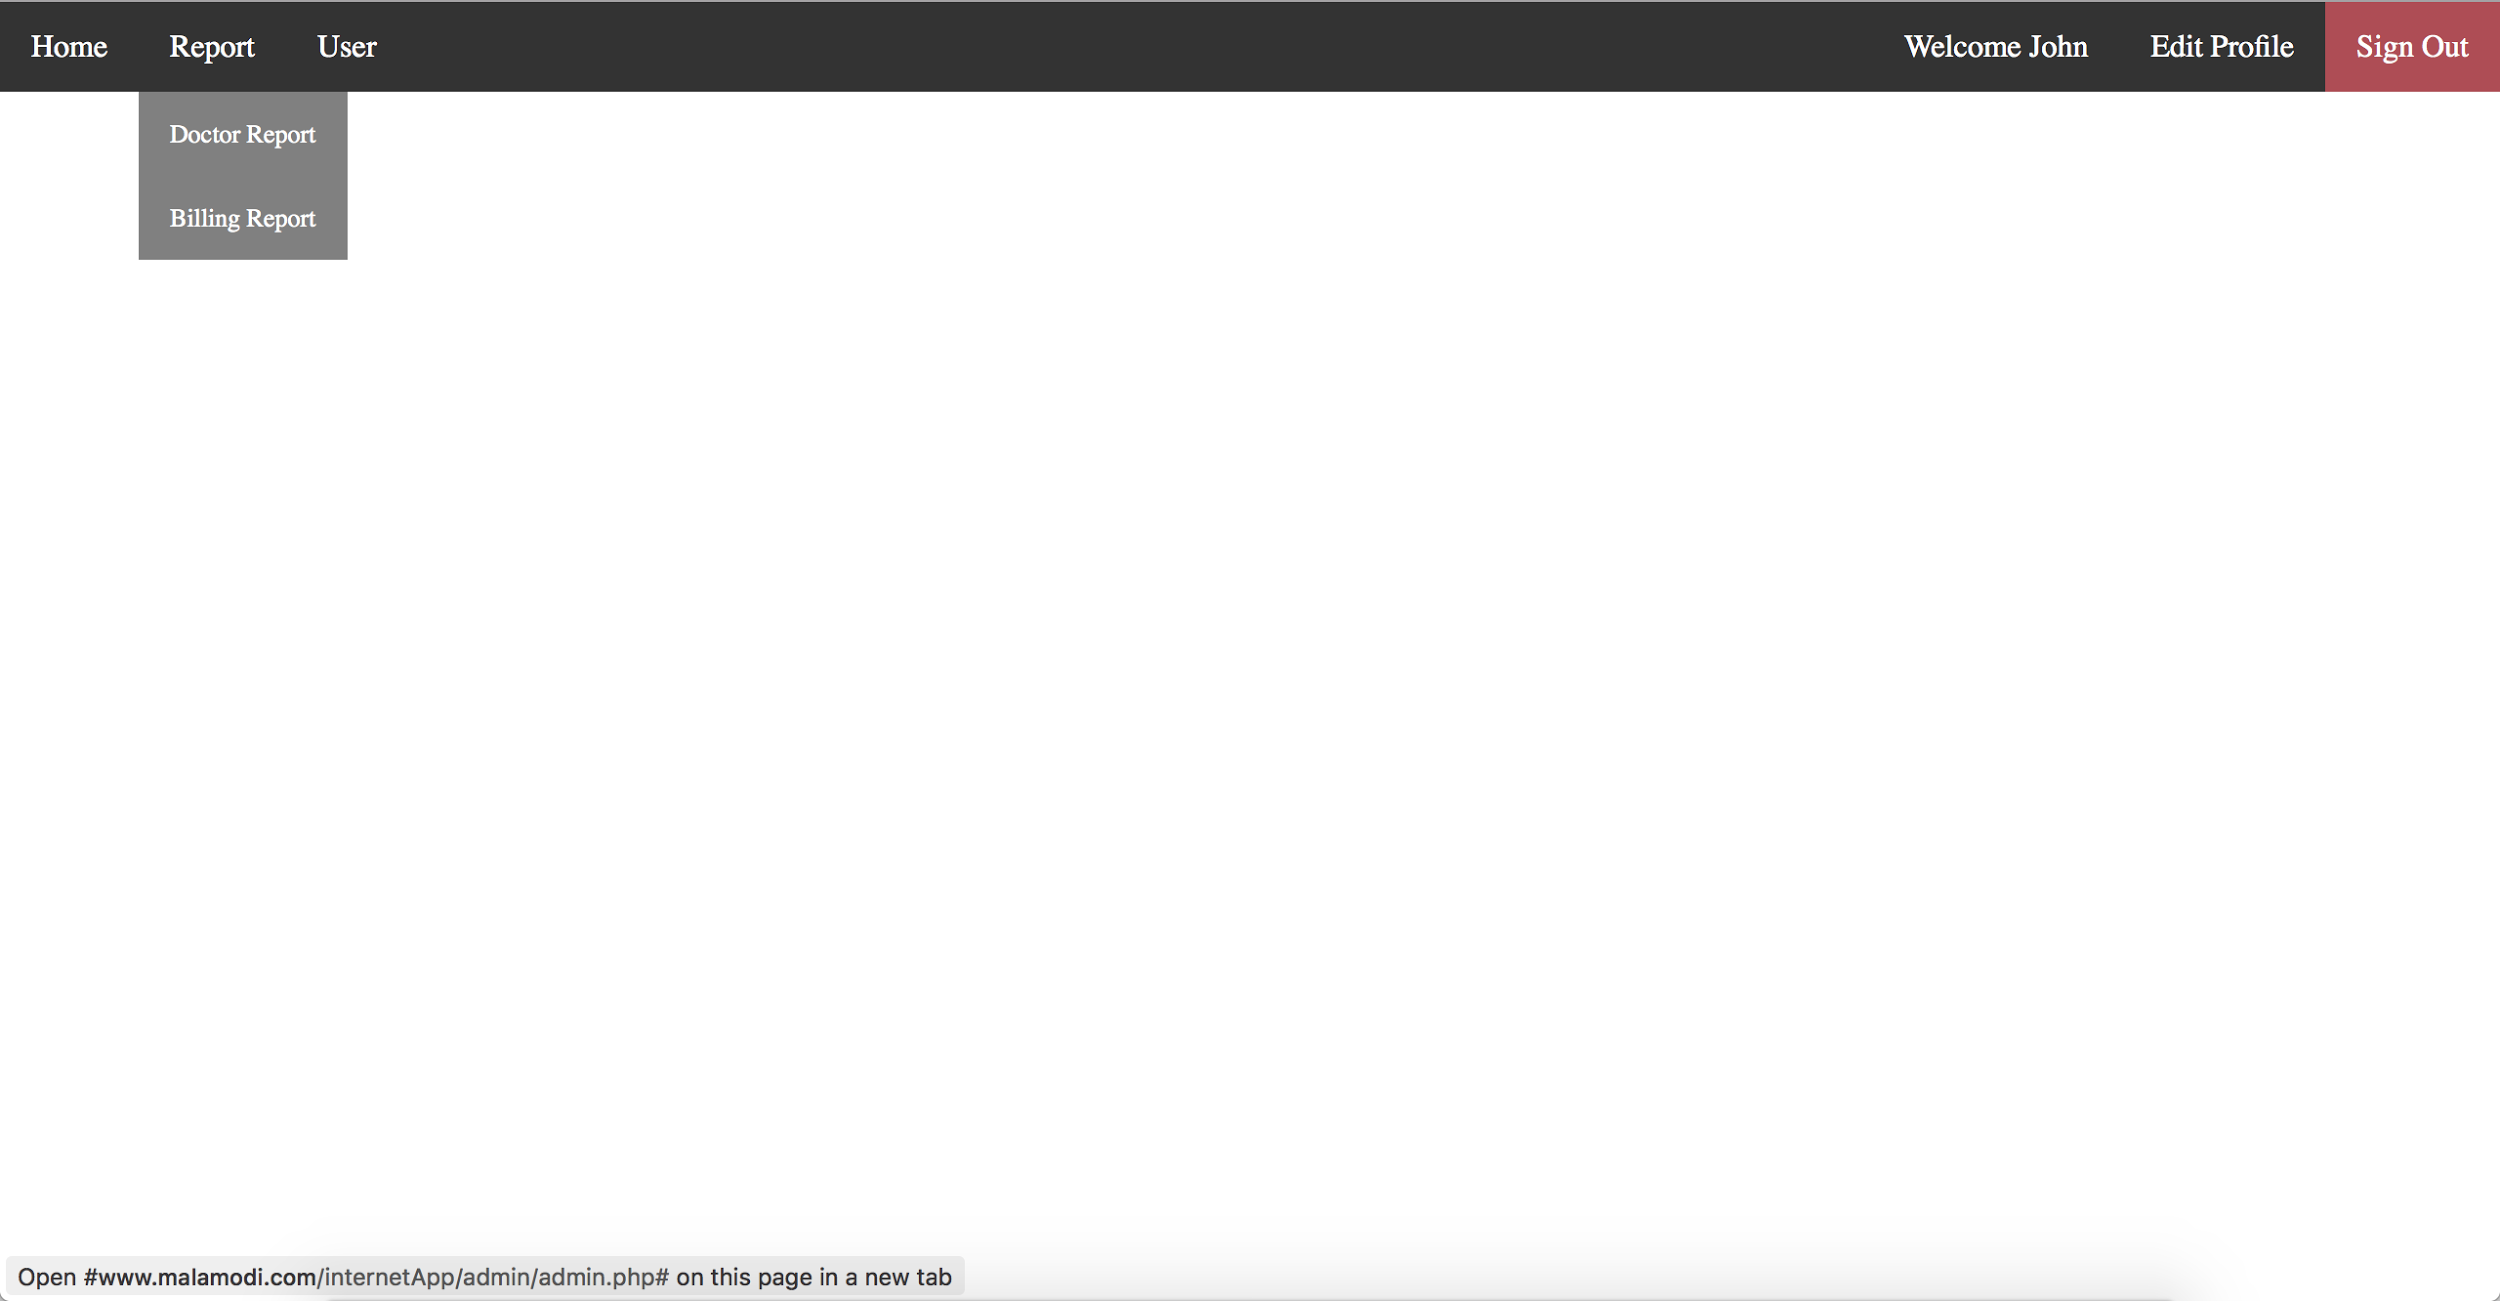 Home Report User Welcome John Edit Profile Sign Out
Doctor Report
Billing Report
Open #www.malamodi.com/internetApp/admin/admin.php# on this page in a new tab